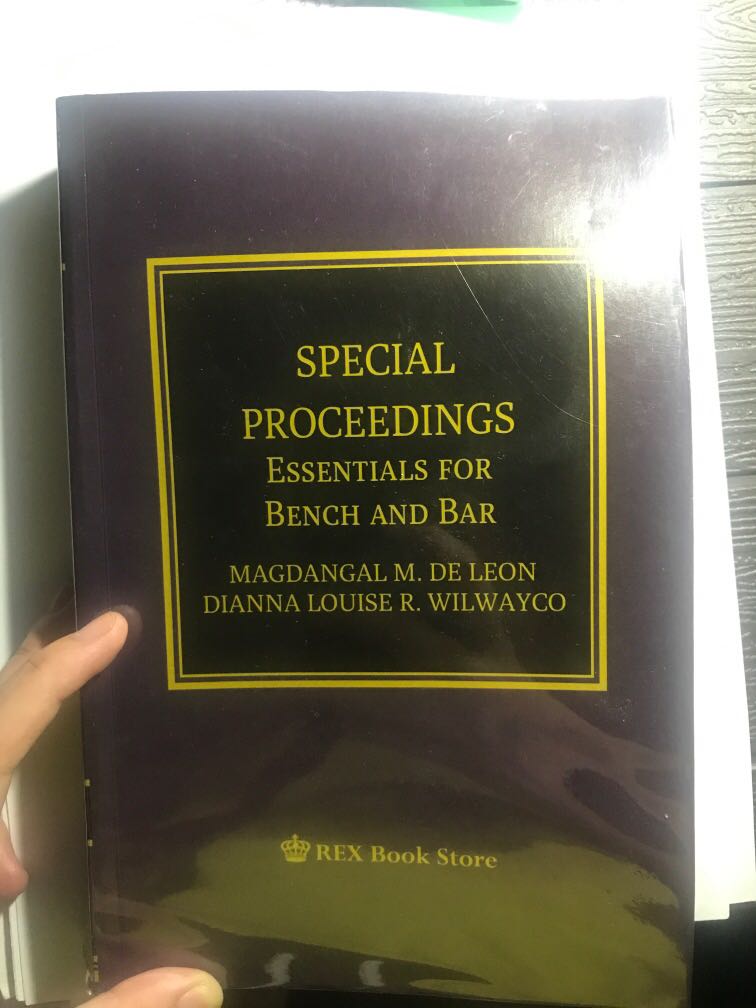 SPECIAL
PROCEEDINGS
ESSENTIALS FOR
BENCH AND BAR
MAGDANGAL M. DE LEON
DIANNA LOUISE R. WILWAYCO
REX Book Store